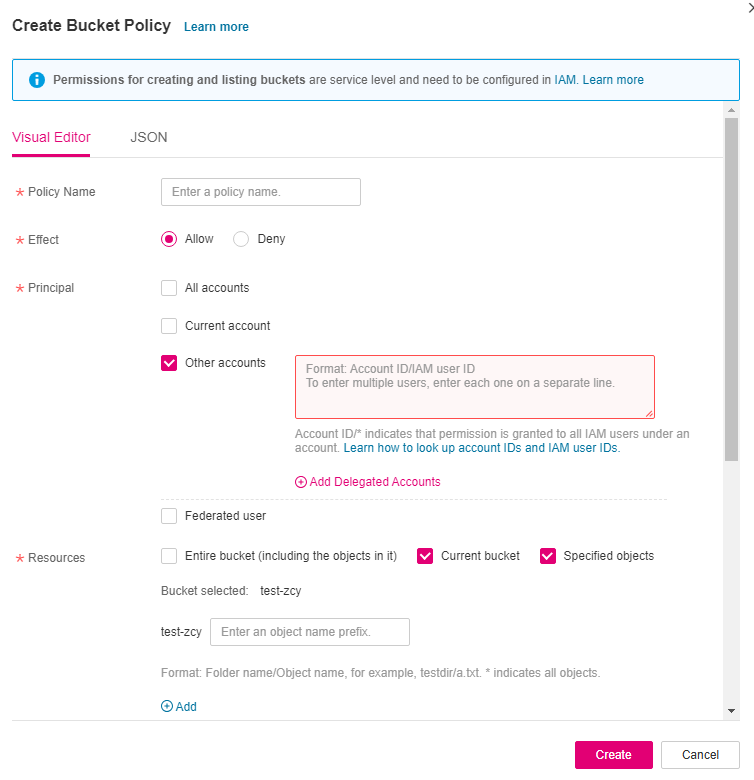 Create Bucket Policy Learn more
Permissions for creating and listing buckets are service level and need to be configured in IAM. Learn more
Visual Editor JSON
* Policy Name Enter a policy name.
* Effect Allow Deny
* Principal All accounts
Current account
Other accounts
Format: Account ID/IAM user ID
To enter multiple users, enter each one on a separate line.
Account ID/* indicates that permission is granted to all IAM users under an
account. Learn how to look up account IDs and IAM user IDs.
Add Delegated Accounts
Federated user
* Resources Entire bucket (including the objects in it) Current bucket Specified objects
Bucket selected: test-zcy
test-zcy Enter an object name prefix.
Format: Folder name/Object name, for example, testdir/a.txt. * indicates all objects.
Add
Create Cancel